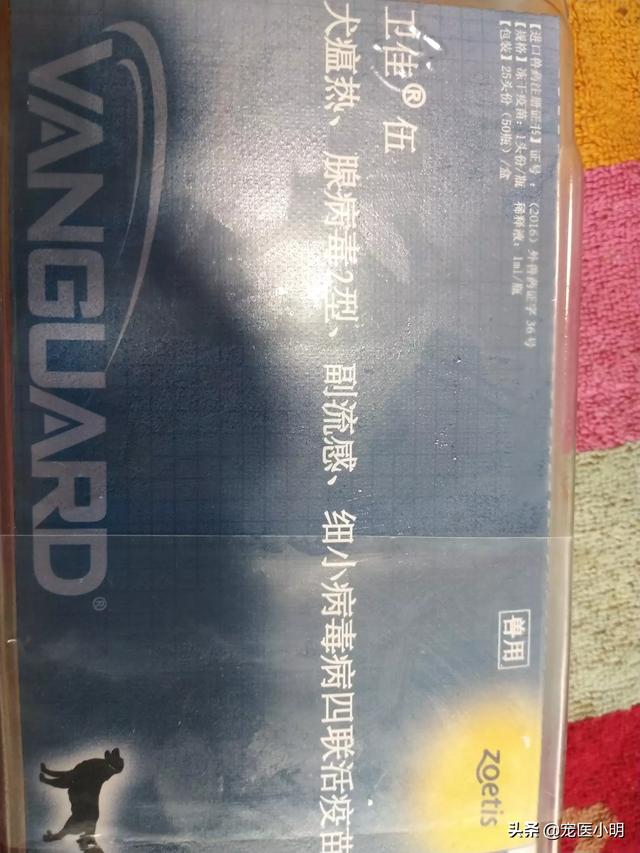 【进口兽药注册证书】证号：（2016）外兽药证字36号
【规格】冻干疫苗：1头份/瓶 稀释液：1ml/瓶
【包装】25头份（50瓶）/盒
兽用
zoetis
卫佳®伍
犬瘟热、腺病毒2型、副流感、细小病毒病四联活疫苗
VANGUARD®
头条 @宠医小明